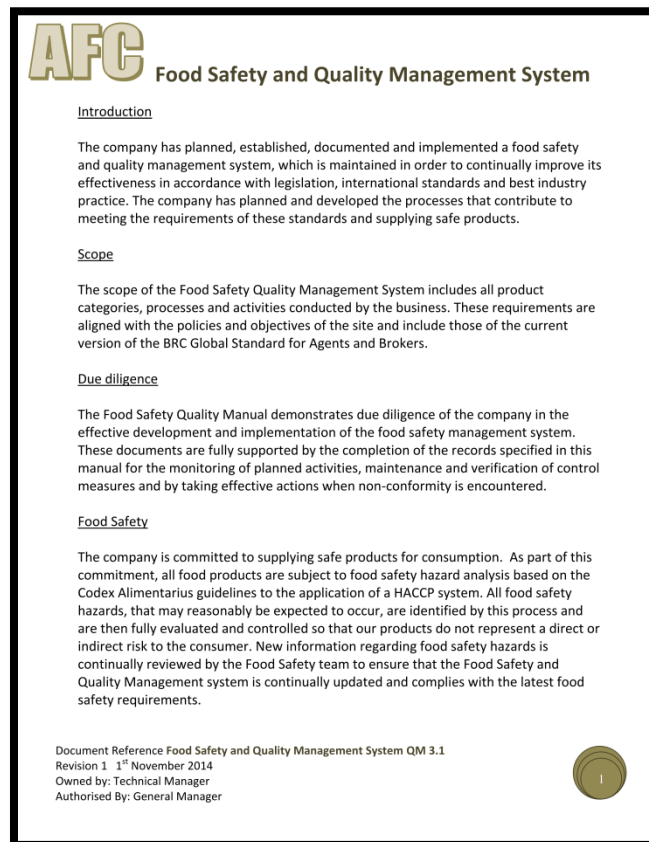 AFC
Food Safety and Quality Management System
Introduction
The company has planned, established, documented and implemented a food safety
and quality management system, which is maintained in order to continually improve its
effectiveness in accordance with legislation, international standards and best industry
practice. The company has planned and developed the processes that contribute to
meeting the requirements of these standards and supplying safe products.
Scope
The scope of the Food Safety Quality Management System includes all product
categories, processes and activities conducted by the business. These requirements are
aligned with the policies and objectives of the site and include those of the current
version of the BRC Global Standard for Agents and Brokers.
Due diligence
The Food Safety Quality Manual demonstrates due diligence of the company in the
effective development and implementation of the food safety management system.
These documents are fully supported by the completion of the records specified in this
manual for the monitoring of planned activities, maintenance and verification of control
measures and by taking effective actions when non-conformity is encountered.
Food Safety
The company is committed to supplying safe products for consumption.  As part of this
commitment, all food products are subject to food safety hazard analysis based on the
Codex Alimentarius guidelines to the application of a HACCP system. All food safety
hazards, that may reasonably be expected to occur, are identified by this process and
are then fully evaluated and controlled so that our products do not represent a direct or
indirect risk to the consumer. New information regarding food safety hazards is
continually reviewed by the Food Safety team to ensure that the Food Safety and
Quality Management system is continually updated and complies with the latest food
safety requirements.
Document Reference Food Safety and Quality Management System QM 3.1
Revision 1  1st November 2014
Owned by: Technical Manager
Authorised By: General Manager
1